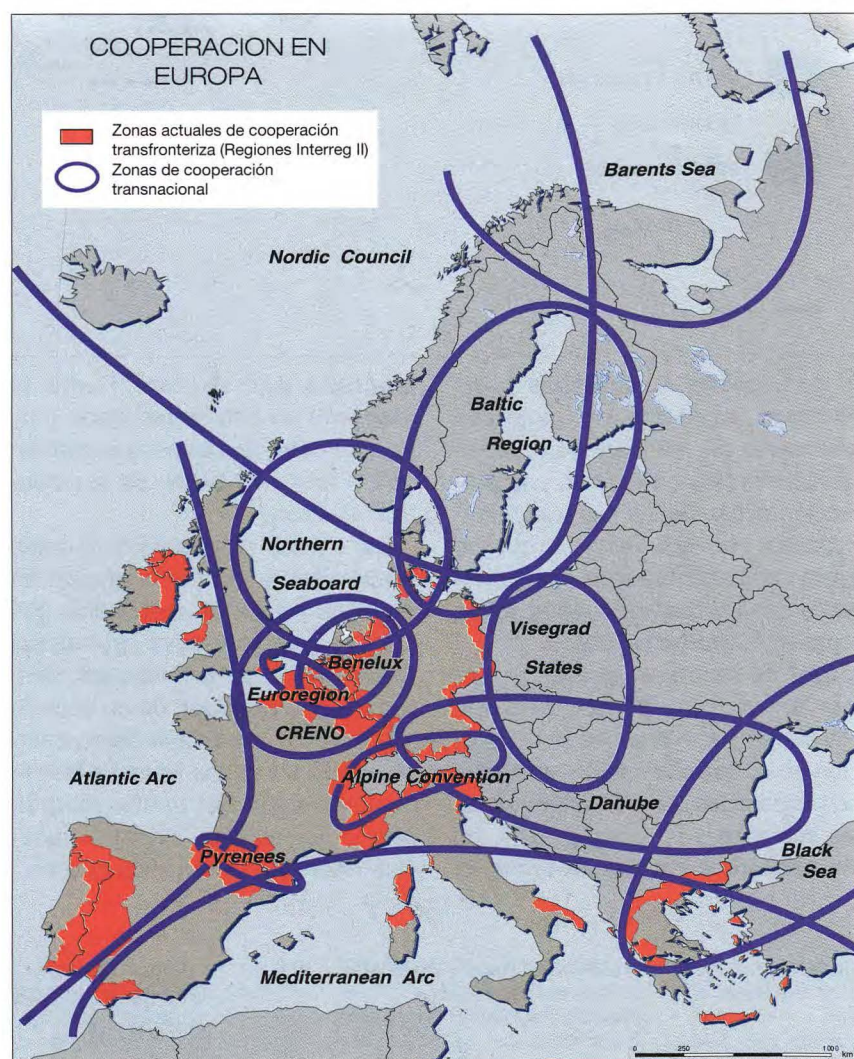 COOPERACION EN
EUROPA
Zonas actuales de cooperación
transfronteriza (Regiones Interreg II)
Zonas de cooperación
transnacional
Barents Sea
Nordic Council
Baltic
Region
Northern
Seaboard
Visegrad
States
Benelux
Euroregion
CRENO
Atlantic Arc
Alpine Convention
Danube
Pyrenees
Black
Sea
Mediterranean Arc
0 250 1000
km